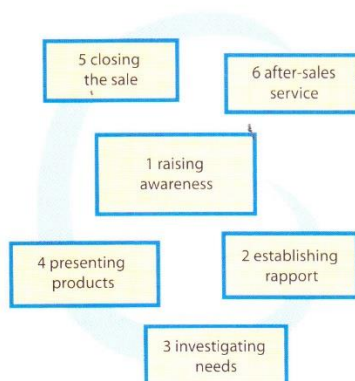 5 closing
the sale
6 after-sales
service
1 raising
awareness
4 presenting
products
2 establishing
rapport
3 investigating
needs